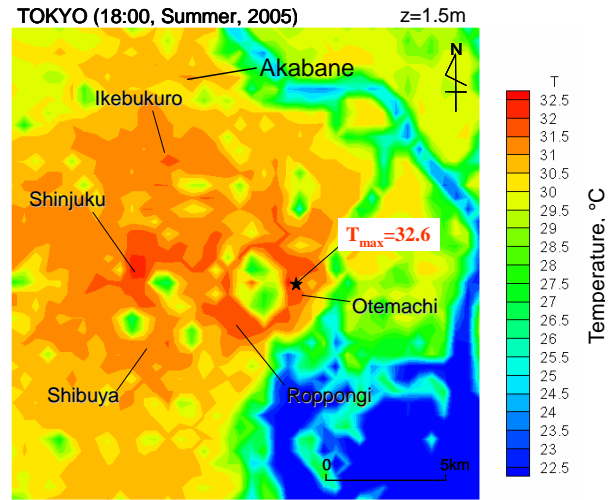 TOKYO (18:00, Summer, 2005)
z=1.5m
Akabane
N
Ikebukuro
T
32.5
32
31.5
31
30.5
30
29.5
29
28.5
28
27.5
27
26.5
26
25.5
25
24.5
24
23.5
23
22.5
Temperature, °C
Shinjuku
Tmax=32.6
Otemachi
Shibuya
Roppongi
0
5km